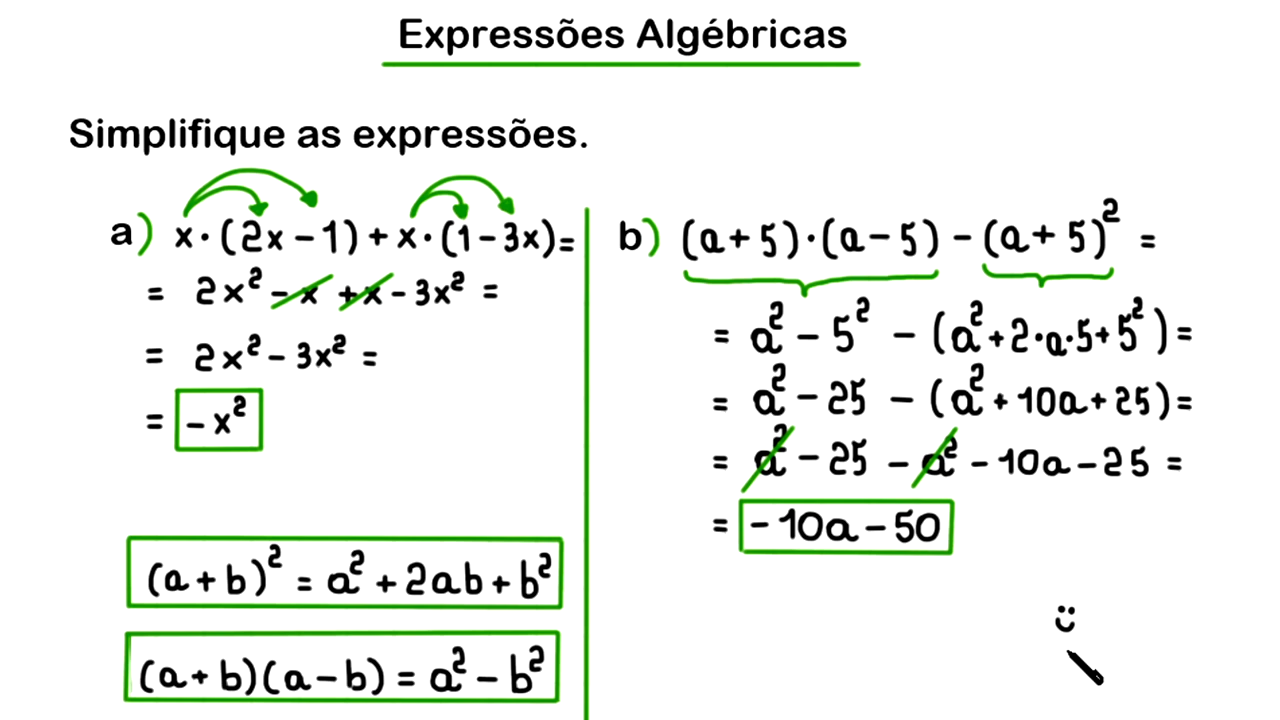 Expressões Algébricas
Simplifique as expressões.
a) x·(2x-1)+x·(1-3x)=
= 2x² - x + x - 3x² =
= 2x² - 3x² =
= -x²
(a+b)² = a² + 2ab + b²
(a+b)(a-b) = a² - b²
b) (a+5)·(a-5) - (a+5)² =
= a² - 5² - (a² + 2·a·5 + 5²) =
= a² - 25 - (a² + 10a + 25) =
= a² - 25 - a² - 10a - 25 =
= -10a - 50